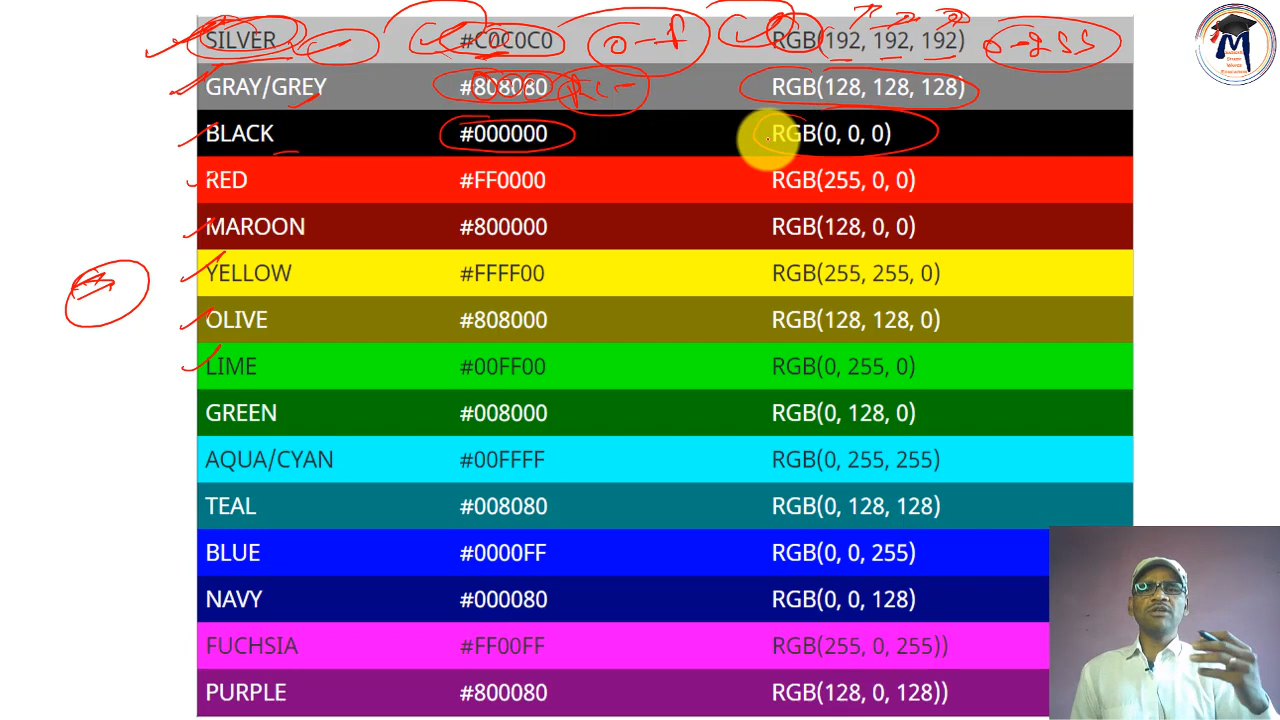 SILVER #C0C0C0 RGB(192, 192, 192) 0-f 0-255
GRAY/GREY #808080 RGB(128, 128, 128)
BLACK #000000 RGB(0, 0, 0)
RED #FF0000 RGB(255, 0, 0)
MAROON #800000 RGB(128, 0, 0)
YELLOW #FFFF00 RGB(255, 255, 0)
OLIVE #808000 RGB(128, 128, 0)
LIME #00FF00 RGB(0, 255, 0)
GREEN #008000 RGB(0, 128, 0)
AQUA/CYAN #00FFFF RGB(0, 255, 255)
TEAL #008080 RGB(0, 128, 128)
BLUE #0000FF RGB(0, 0, 255)
NAVY #000080 RGB(0, 0, 128)
FUCHSIA #FF00FF RGB(255, 0, 255))
PURPLE #800080 RGB(128, 0, 128))